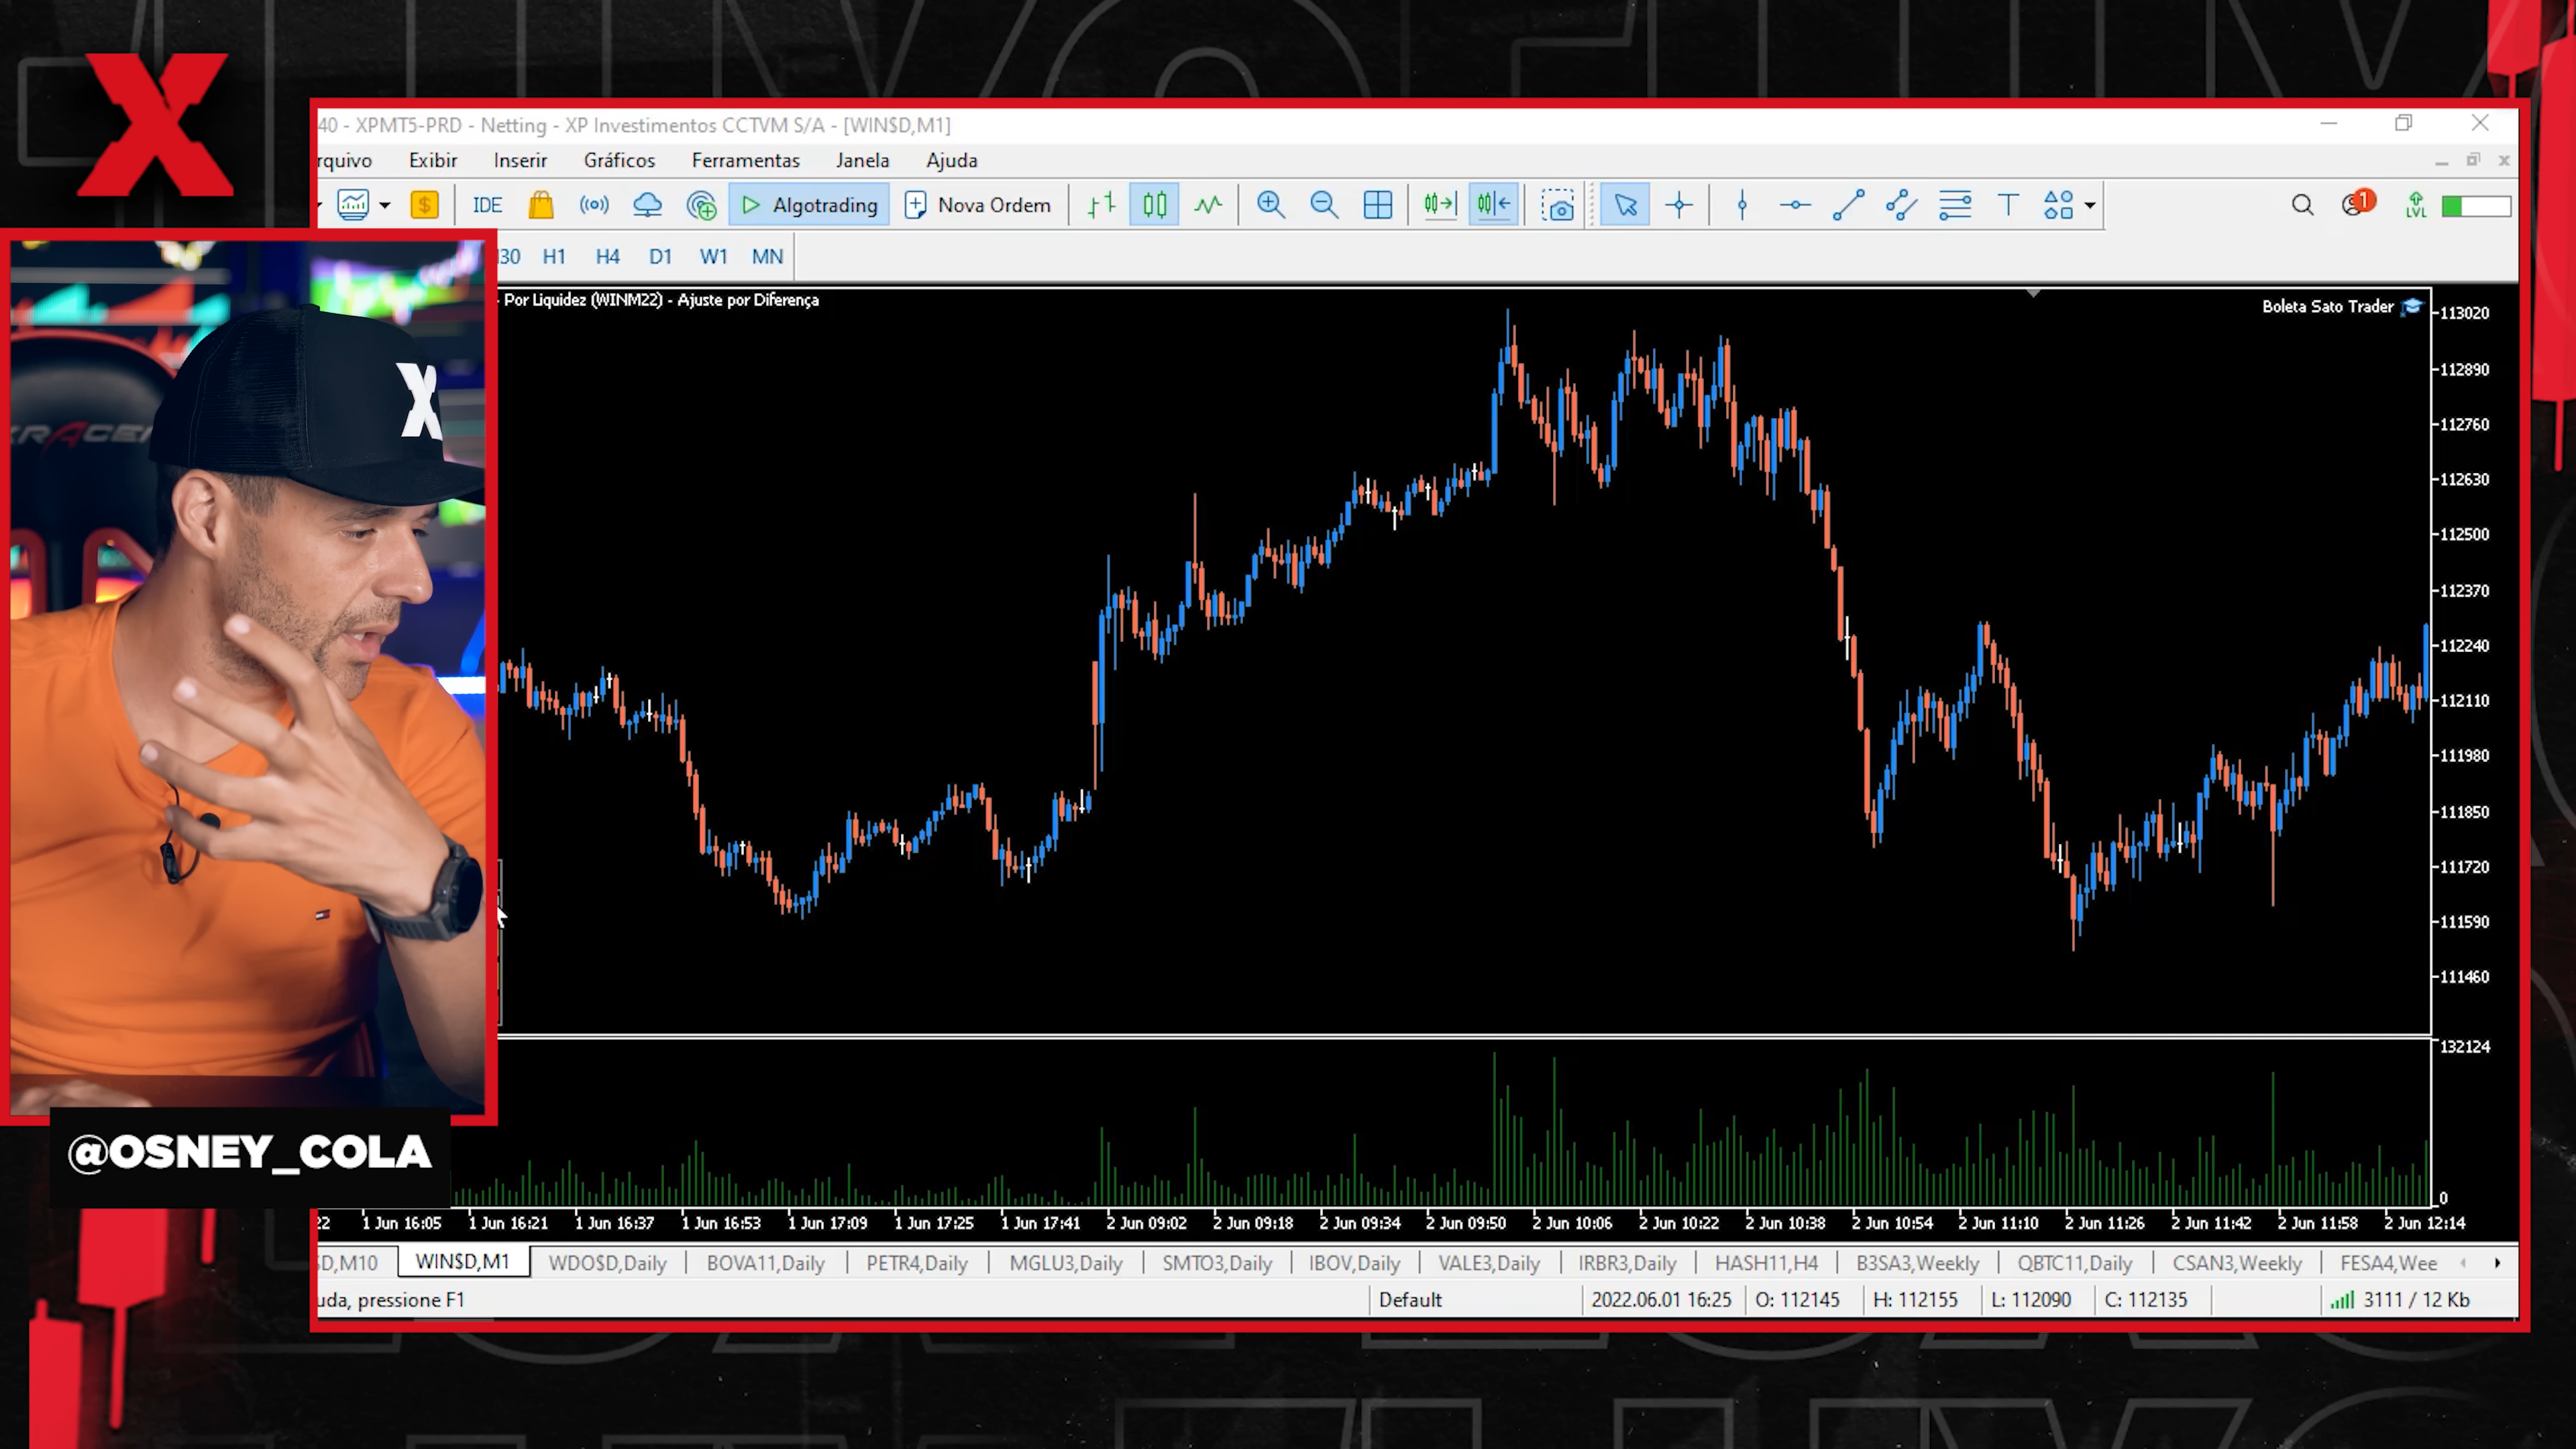 X
40 - XPMT5-PRD - Netting - XP Investimentos CCTVM S/A - [WIN$D,M1]
rquivo Exibir Inserir Gráficos Ferramentas Janela Ajuda
IDE Algotrading Nova Ordem T 1 LVL
H1 H4 D1 W1 MN
Por Liquidez (WINM22) - Ajuste por Diferença
Boleta Sato Trader
113020
112890
112760
112630
112500
112370
112240
112110
111980
111850
111720
111590
111460
132124
0
X
@OSNEY_COLA
22 1 Jun 16:05 1 Jun 16:21 1 Jun 16:37 1 Jun 16:53 1 Jun 17:09 1 Jun 17:25 1 Jun 17:41 2 Jun 09:02 2 Jun 09:18 2 Jun 09:34 2 Jun 09:50 2 Jun 10:06 2 Jun 10:22 2 Jun 10:38 2 Jun 10:54 2 Jun 11:10 2 Jun 11:26 2 Jun 11:42 2 Jun 11:58 2 Jun 12:14
D,M10 WIN$D,M1 WDO$D,Daily BOVA11,Daily PETR4,Daily MGLU3,Daily SMTO3,Daily IBOV,Daily VALE3,Daily IRBR3,Daily HASH11,H4 B3SA3,Weekly QBTC11,Daily CSAN3,Weekly FESA4,Wee
uda, pressione F1 Default 2022.06.01 16:25 O: 112145 H: 112155 L: 112090 C: 112135 3111 / 12 Kb